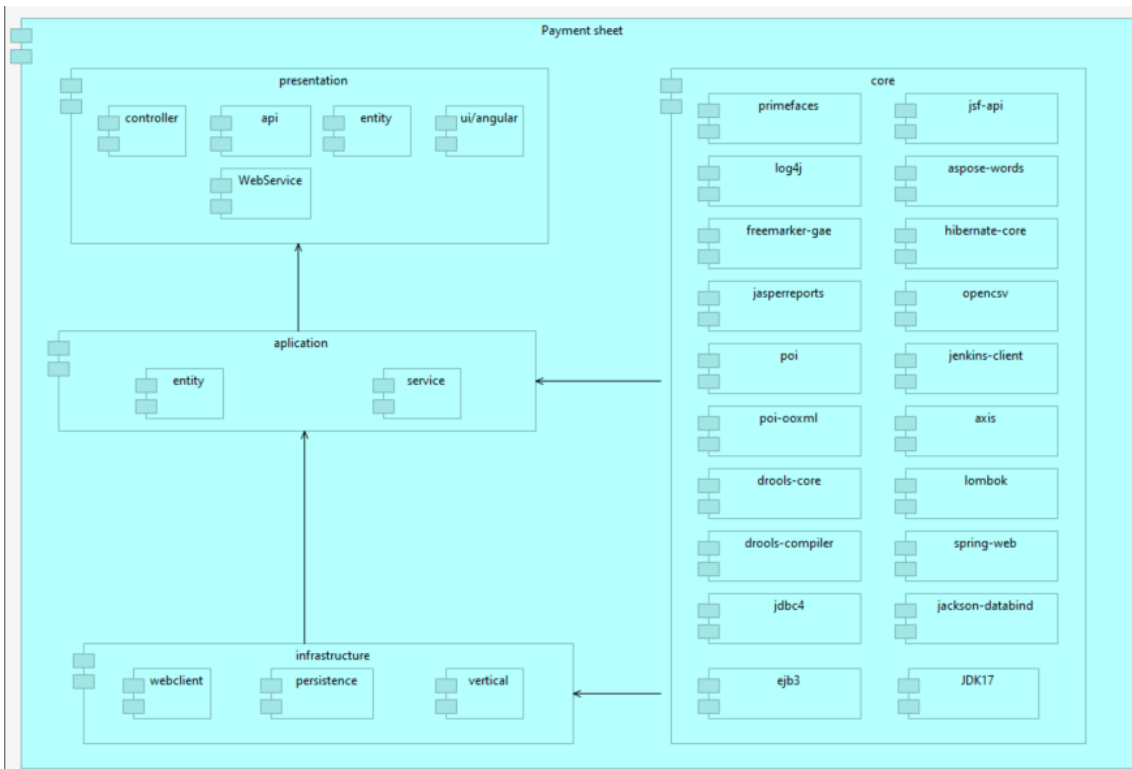 Payment sheet
presentation
controller
api
entity
ui/angular
WebService
aplication
entity
service
infrastructure
webclient
persistence
vertical
core
primefaces
jsf-api
log4j
aspose-words
freemarker-gae
hibernate-core
jasperreports
opencsv
poi
jenkins-client
poi-ooxml
axis
drools-core
lombok
drools-compiler
spring-web
jdbc4
jackson-databind
ejb3
JDK17